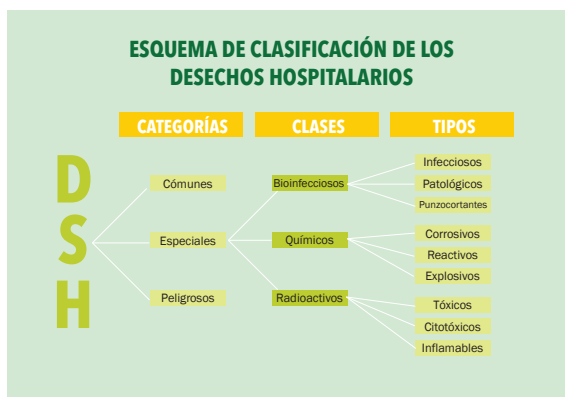 ESQUEMA DE CLASIFICACIÓN DE LOS
DESECHOS HOSPITALARIOS
CATEGORÍAS
CLASES
TIPOS
D
S
H
Cómunes
Especiales
Peligrosos
Bioinfecciosos
Químicos
Radioactivos
Infecciosos
Patológicos
Punzocortantes
Corrosivos
Reactivos
Explosivos
Tóxicos
Citotóxicos
Inflamables